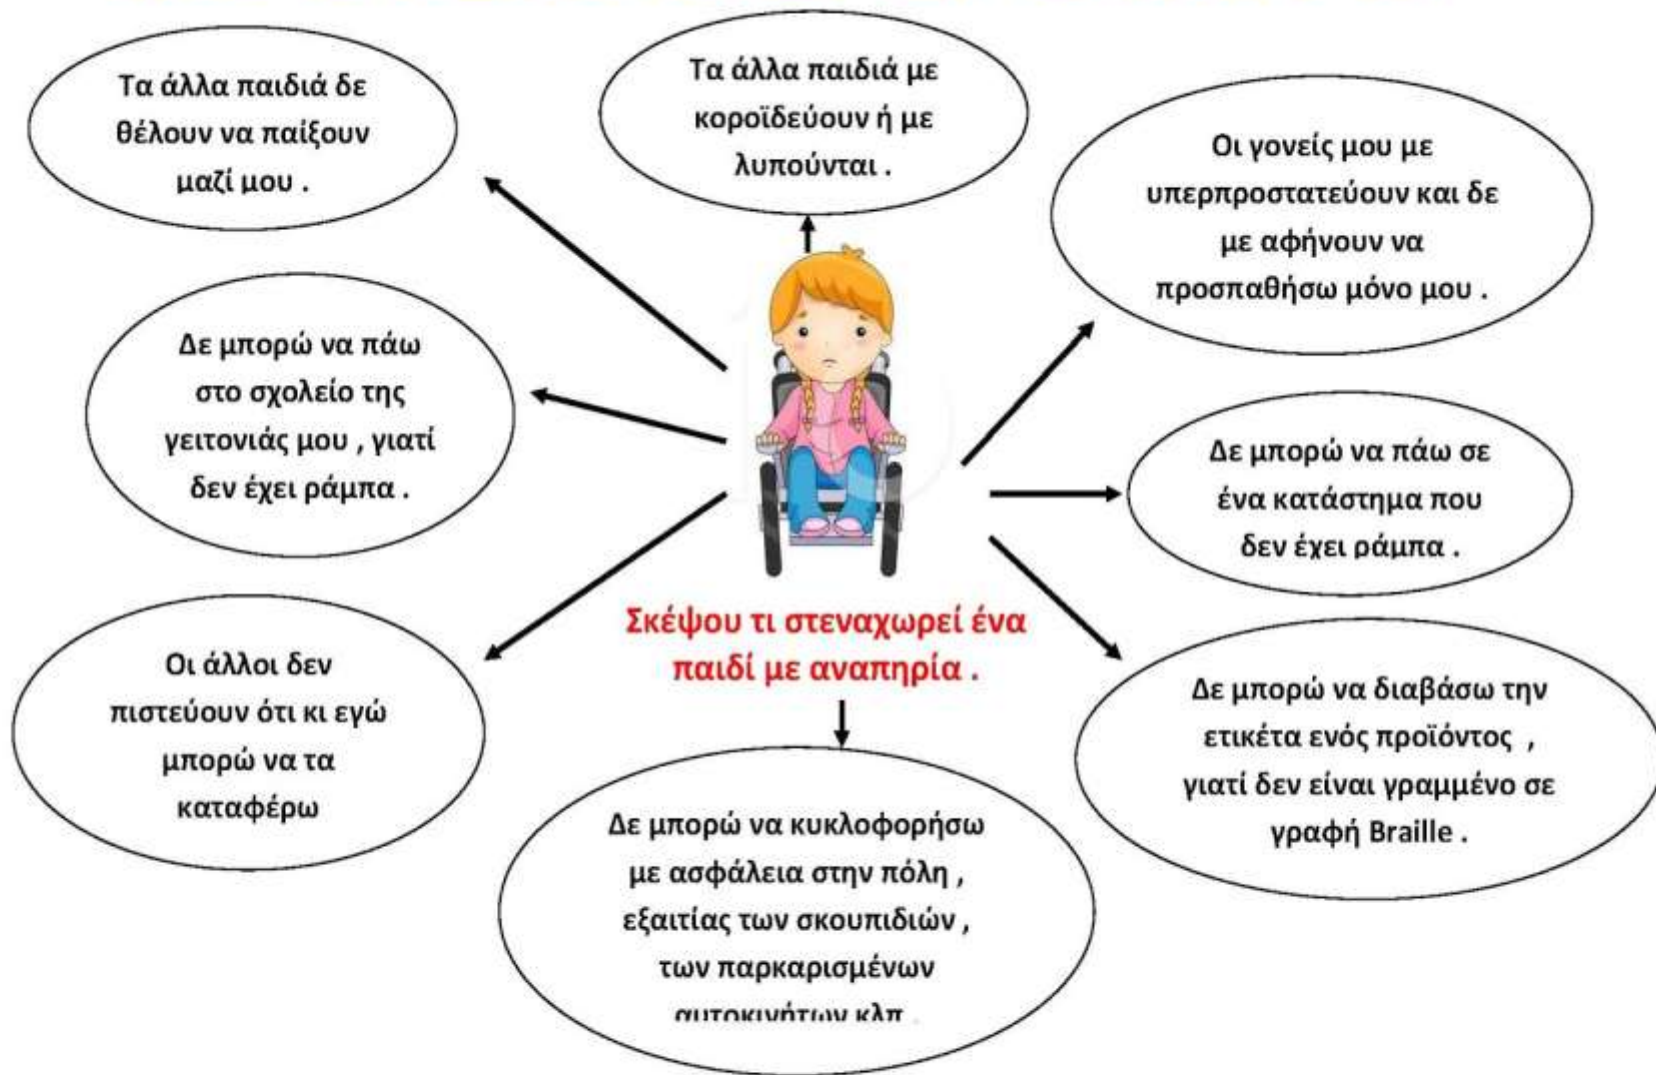 Τα άλλα παιδιά δε
θέλουν να παίξουν
μαζί μου .
Τα άλλα παιδιά με
κοροϊδεύουν ή με
λυπούνται .
Οι γονείς μου με
υπερπροστατεύουν και δε
με αφήνουν να
προσπαθήσω μόνο μου .
Δε μπορώ να πάω
στο σχολείο της
γειτονιάς μου , γιατί
δεν έχει ράμπα .
Δε μπορώ να πάω σε
ένα κατάστημα που
δεν έχει ράμπα .
Σκέψου τι στεναχωρεί ένα
παιδί με αναπηρία .
Οι άλλοι δεν
πιστεύουν ότι κι εγώ
μπορώ να τα
καταφέρω
Δε μπορώ να διαβάσω την
ετικέτα ενός προϊόντος ,
γιατί δεν είναι γραμμένο σε
γραφή Braille .
Δε μπορώ να κυκλοφορήσω
με ασφάλεια στην πόλη ,
εξαιτίας των σκουπιδιών ,
των παρκαρισμένων
αυτοκινήτων κλπ .